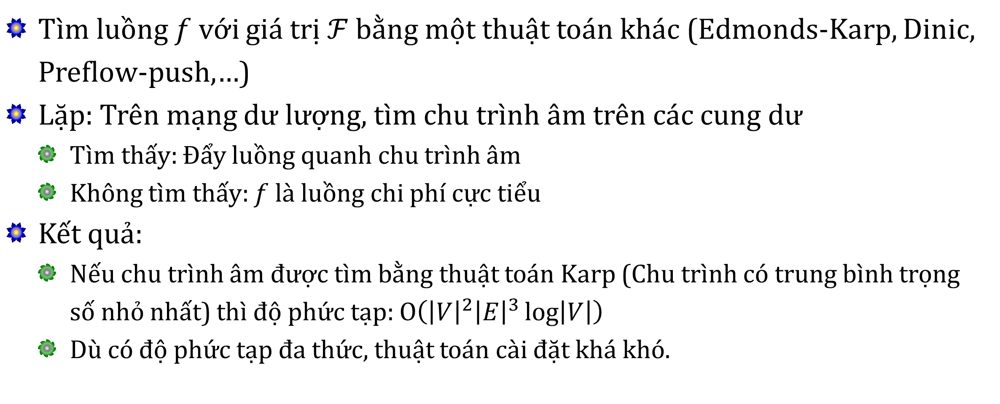 Tìm luồng f với giá trị ℱ bằng một thuật toán khác (Edmonds-Karp, Dinic,
Preflow-push,…)
Lặp: Trên mạng dư lượng, tìm chu trình âm trên các cung dư
Tìm thấy: Đẩy luồng quanh chu trình âm
Không tìm thấy: f là luồng chi phí cực tiểu
Kết quả:
Nếu chu trình âm được tìm bằng thuật toán Karp (Chu trình có trung bình trọng
số nhỏ nhất) thì độ phức tạp: O(|V|²|E|³ log|V|)
Dù có độ phức tạp đa thức, thuật toán cài đặt khá khó.